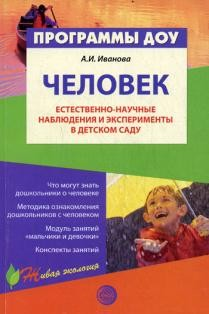 ПРОГРАММЫ ДОУ
А.И. Иванова
ЧЕЛОВЕК
ЕСТЕСТВЕННО-НАУЧНЫЕ
НАБЛЮДЕНИЯ И ЭКСПЕРИМЕНТЫ
В ДЕТСКОМ САДУ
Что могут знать
дошкольники о человеке
Методика ознакомления
дошкольников с человеком
Модуль занятий
«мальчики и девочки»
Конспекты занятий
Живая экология